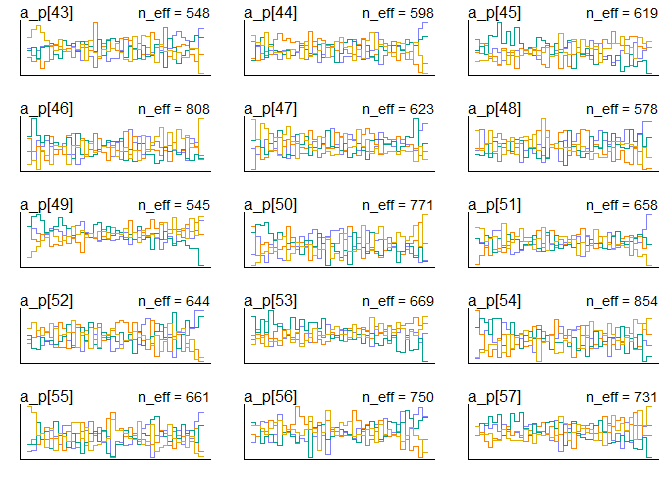 a_p[43] n_eff = 548 a_p[44] n_eff = 598 a_p[45] n_eff = 619
a_p[46] n_eff = 808 a_p[47] n_eff = 623 a_p[48] n_eff = 578
a_p[49] n_eff = 545 a_p[50] n_eff = 771 a_p[51] n_eff = 658
a_p[52] n_eff = 644 a_p[53] n_eff = 669 a_p[54] n_eff = 854
a_p[55] n_eff = 661 a_p[56] n_eff = 750 a_p[57] n_eff = 731